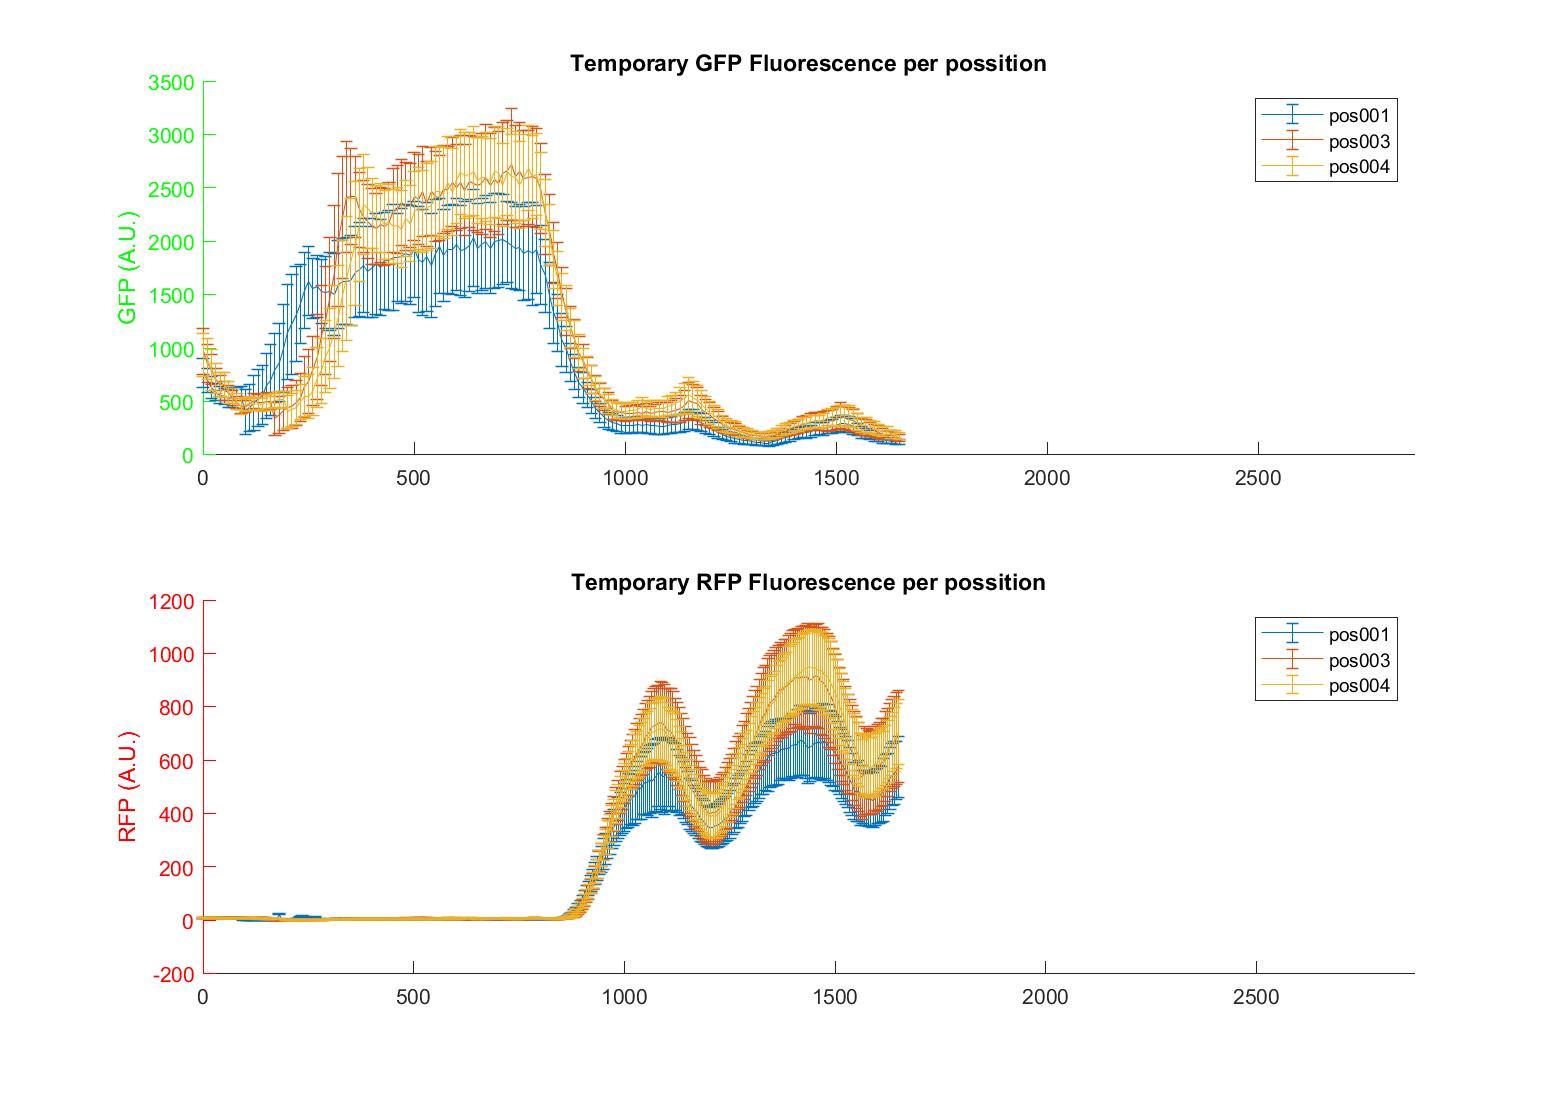 Temporary GFP Fluorescence per possition
3500
3000
2500
2000
1500
1000
500
0
GFP (A.U.)
0 500 1000 1500 2000 2500
pos001
pos003
pos004
Temporary RFP Fluorescence per possition
1200
1000
800
600
400
200
0
-200
RFP (A.U.)
0 500 1000 1500 2000 2500
pos001
pos003
pos004